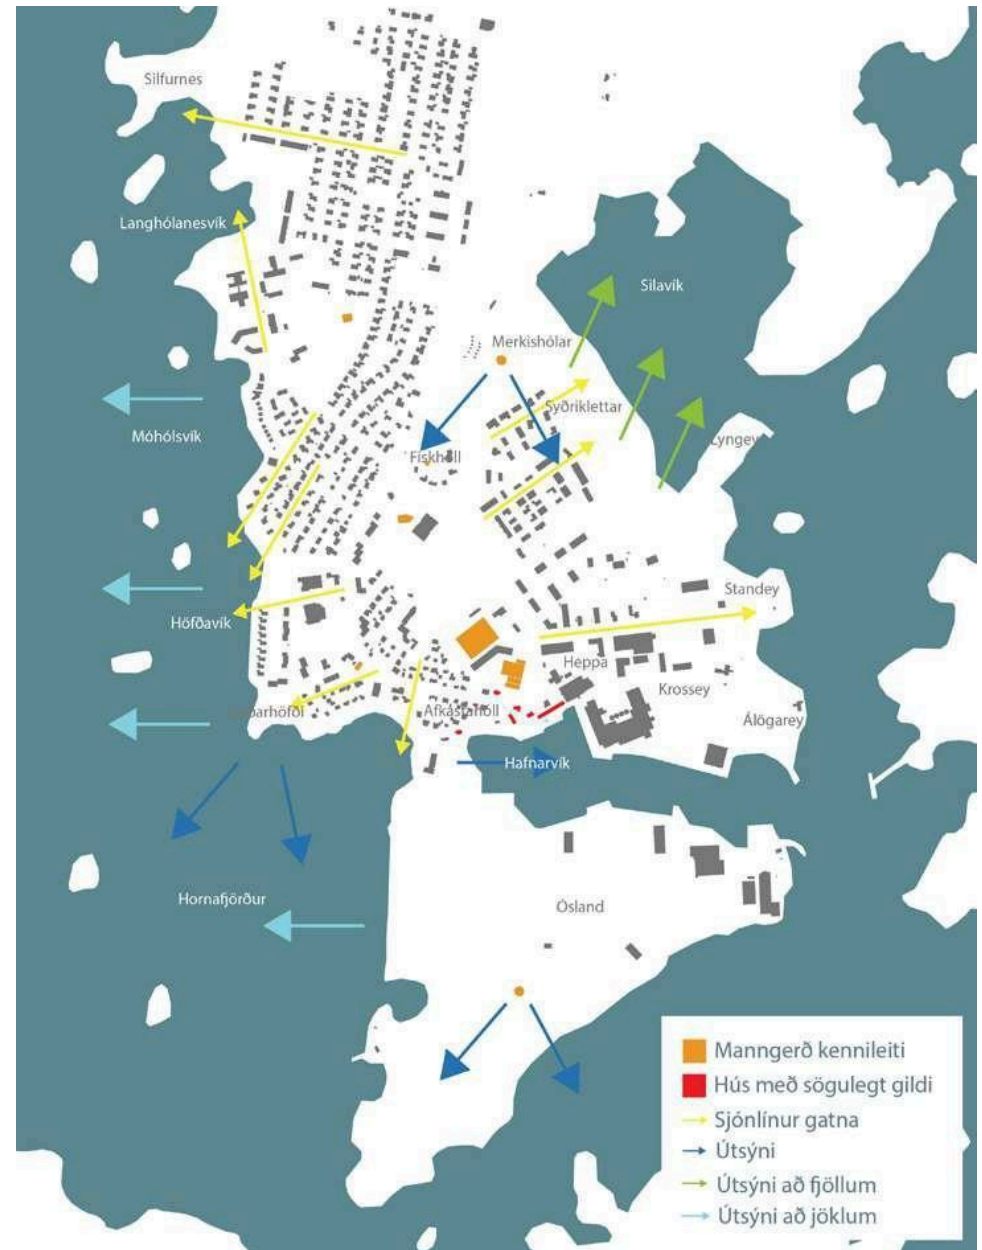 Silfurnes
Langhólanesvík
Silavík
Merkishólar
Syðriklettar
Móhólsvík
Lyngey
Fiskhóll
Standey
Höfðavík
Heppa
Krossey
Álögarey
Hafnarvík
Hornafjörður
Ósland
Manngerð kennileiti
Hús með sögulegt gildi
Sjónlínur gatna
Útsýni
Útsýni að fjöllum
Útsýni að jöklum